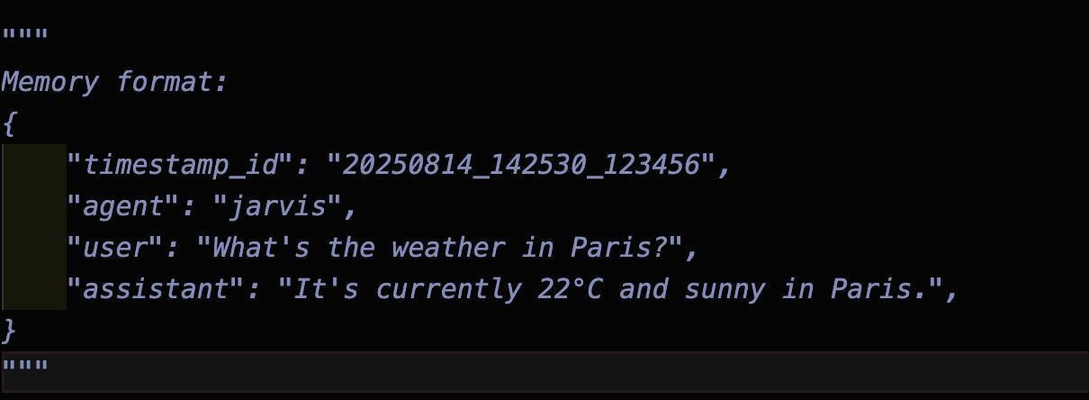 """
Memory format:
{
    "timestamp_id": "20250814_142530_123456",
    "agent": "jarvis",
    "user": "What's the weather in Paris?",
    "assistant": "It's currently 22°C and sunny in Paris.",
}
"""